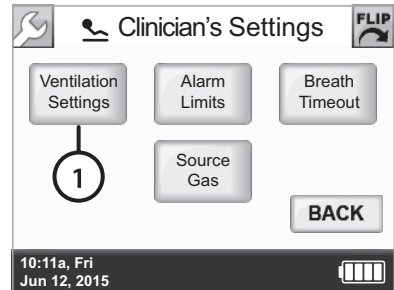 Clinician's Settings
FLIP
Ventilation
Settings
Alarm
Limits
Breath
Timeout
1
Source
Gas
BACK
10:11a, Fri
Jun 12, 2015